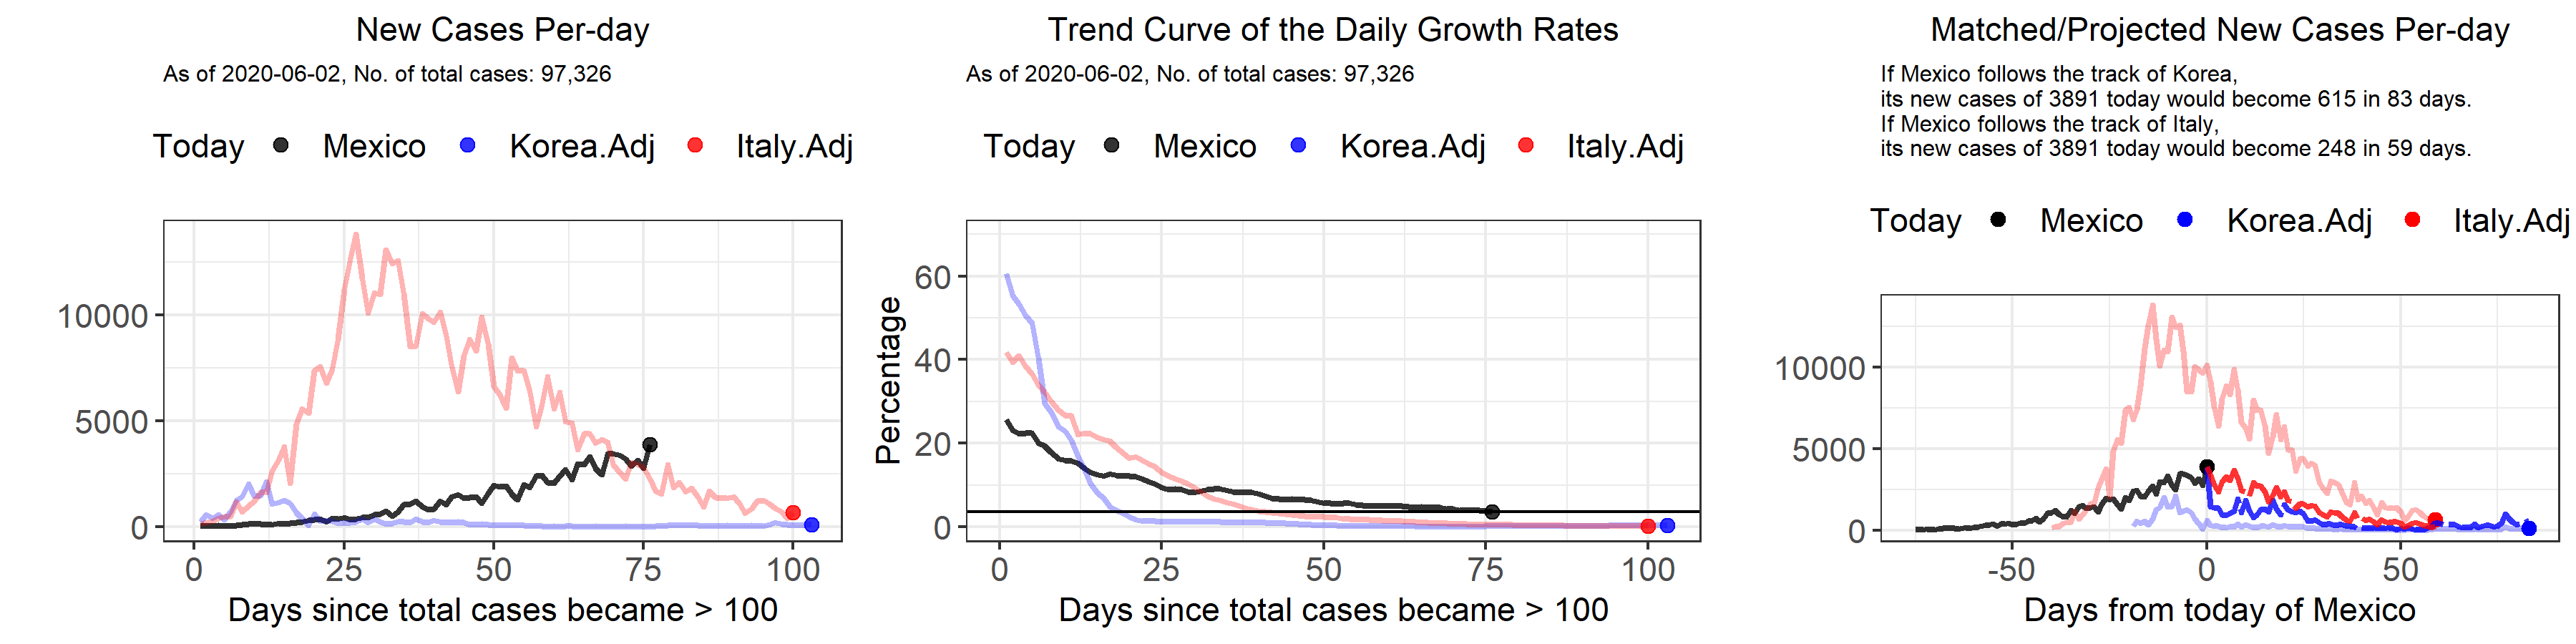 New Cases Per-day
As of 2020-06-02, No. of total cases: 97,326
Today Mexico Korea.Adj Italy.Adj
10000
5000
0
0 25 50 75 100
Days since total cases became > 100
Trend Curve of the Daily Growth Rates
As of 2020-06-02, No. of total cases: 97,326
Today Mexico Korea.Adj Italy.Adj
Percentage
60
40
20
0
0 25 50 75 100
Days since total cases became > 100
Matched/Projected New Cases Per-day
If Mexico follows the track of Korea,
its new cases of 3891 today would become 615 in 83 days.
If Mexico follows the track of Italy,
its new cases of 3891 today would become 248 in 59 days.
Today Mexico Korea.Adj Italy.Adj
10000
5000
0
-50 0 50
Days from today of Mexico